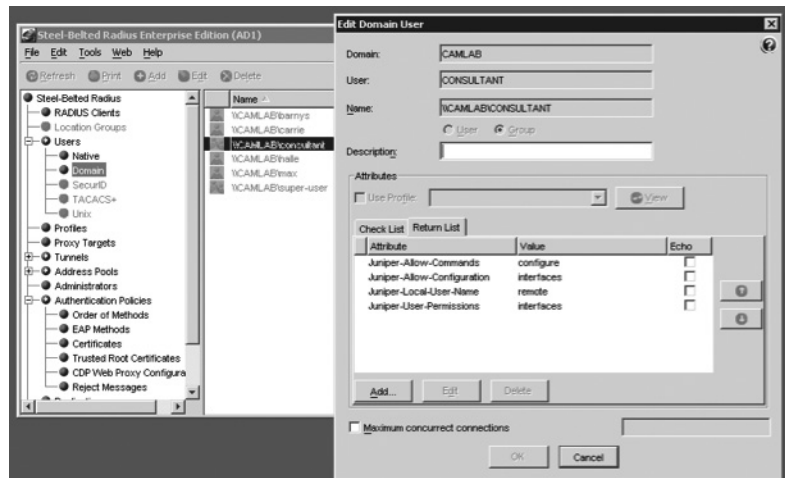 Steel-Belted Radius Enterprise Edition (AD1)
File Edit Tools Web Help
Refresh Print Add Edit Delete
Steel-Belted Radius
RADIUS Clients
Location Groups
Users
Native
Domain
SecurID
TACACS+
Unix
Profiles
Proxy Targets
Tunnels
Address Pools
Administrators
Authentication Policies
Order of Methods
EAP Methods
Certificates
Trusted Root Certificates
CDP Web Proxy Configura
Reject Messages
Name
\\CAMLAB\barnys
\\CAMLAB\carrie
\\CAMLAB\consultant
\\CAMLAB\halle
\\CAMLAB\max
\\CAMLAB\super-user
Edit Domain User
Domain: CAMLAB
User: CONSULTANT
Name: \\CAMLAB\CONSULTANT
User Group
Description:
Attributes
Use Profile: View
Check List Return List
Attribute Value Echo
Juniper-Allow-Commands configure
Juniper-Allow-Configuration interfaces
Juniper-Local-User-Name remote
Juniper-User-Permissions interfaces
Add... Edit Delete
Maximum concurrect connections
OK Cancel